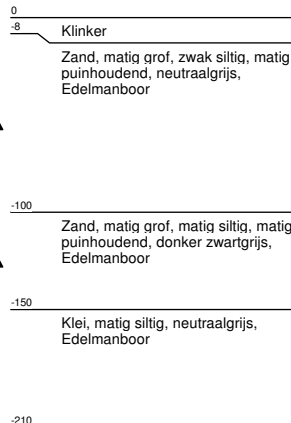 0
-8
Klinker
Zand, matig grof, zwak siltig, matig
puinhoudend, neutraalgrijs,
Edelmanboor
-100
Zand, matig grof, matig siltig, matig
puinhoudend, donker zwartgrijs,
Edelmanboor
-150
Klei, matig siltig, neutraalgrijs,
Edelmanboor
-210